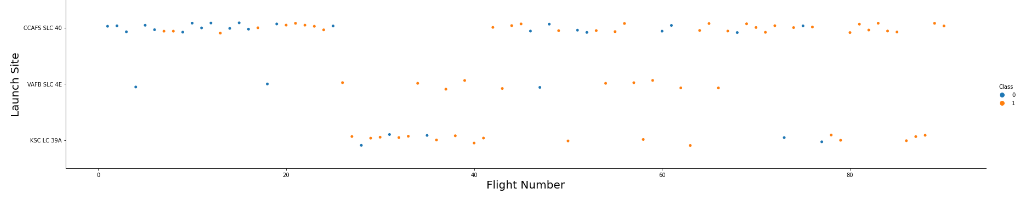 CCAFS SLC 40
VAFB SLC 4E
KSC LC 39A
Launch Site
0 20 40 60 80
Flight Number
Class
0
1